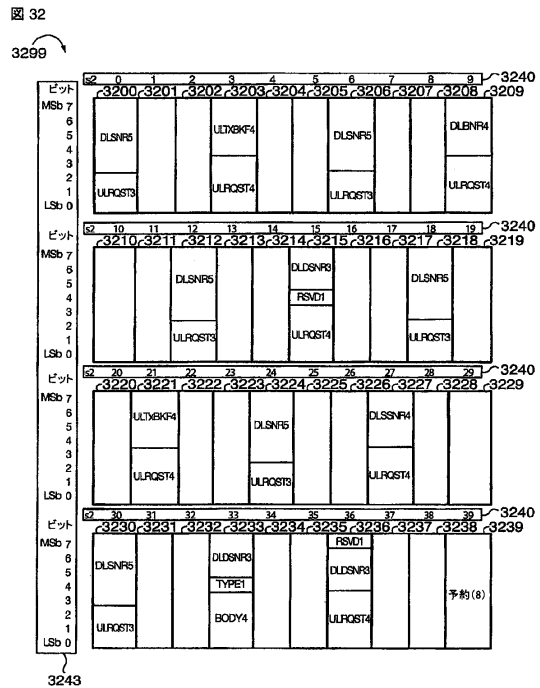 図 32
3299
s2 0 1 2 3 4 5 6 7 8 9 3240
ビット 3200 3201 3202 3203 3204 3205 3206 3207 3208 3209
MSb 7
6
5
4
3
2
1
LSb 0
DLSNR5
ULRQST3
ULTXBKF4
ULRQST4
DLSNR5
ULRQST3
DLBNR4
ULRQST4
s2 10 11 12 13 14 15 16 17 18 19 3240
ビット 3210 3211 3212 3213 3214 3215 3216 3217 3218 3219
MSb 7
6
5
4
3
2
1
LSb 0
DLSNR5
ULRQST3
DLDSNR3
RSVD1
ULRQST4
DLSNR5
ULRQST3
s2 20 21 22 23 24 25 26 27 28 29 3240
ビット 3220 3221 3222 3223 3224 3225 3226 3227 3228 3229
MSb 7
6
5
4
3
2
1
LSb 0
ULTXBKF4
ULRQST4
DLSNR5
ULRQST3
DLSSNR4
ULRQST4
s2 30 31 32 33 34 35 36 37 38 39 3240
ビット 3230 3231 3232 3233 3234 3235 3236 3237 3238 3239
MSb 7
6
5
4
3
2
1
LSb 0
DLSNR5
ULRQST3
DLDSNR3
TYPE1
BODY4
RSVD1
DLDSNR3
ULRQST4
予約(8)
3243